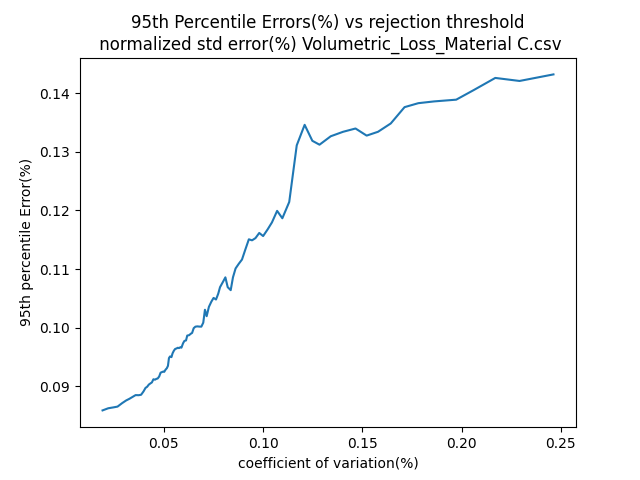 95th Percentile Errors(%) vs rejection threshold
normalized std error(%) Volumetric_Loss_Material C.csv
95th percentile Error(%)
0.14
0.13
0.12
0.11
0.10
0.09
0.05 0.10 0.15 0.20 0.25
coefficient of variation(%)